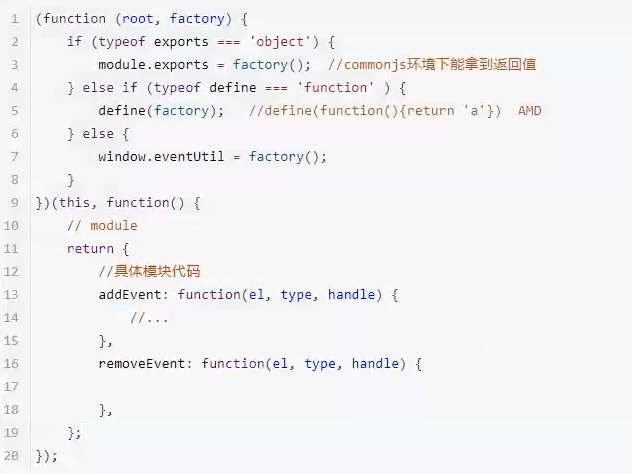 1 (function (root, factory) {
2     if (typeof exports === 'object') {
3         module.exports = factory();  //commonjs环境下能拿到返回值
4     } else if (typeof define === 'function' ) {
5         define(factory);   //define(function(){return 'a'})  AMD
6     } else {
7         window.eventUtil = factory();
8     }
9 })(this, function() {
10     // module
11     return {
12         //具体模块代码
13         addEvent: function(el, type, handle) {
14             //...
15         },
16         removeEvent: function(el, type, handle) {
17
18         },
19     };
20 });